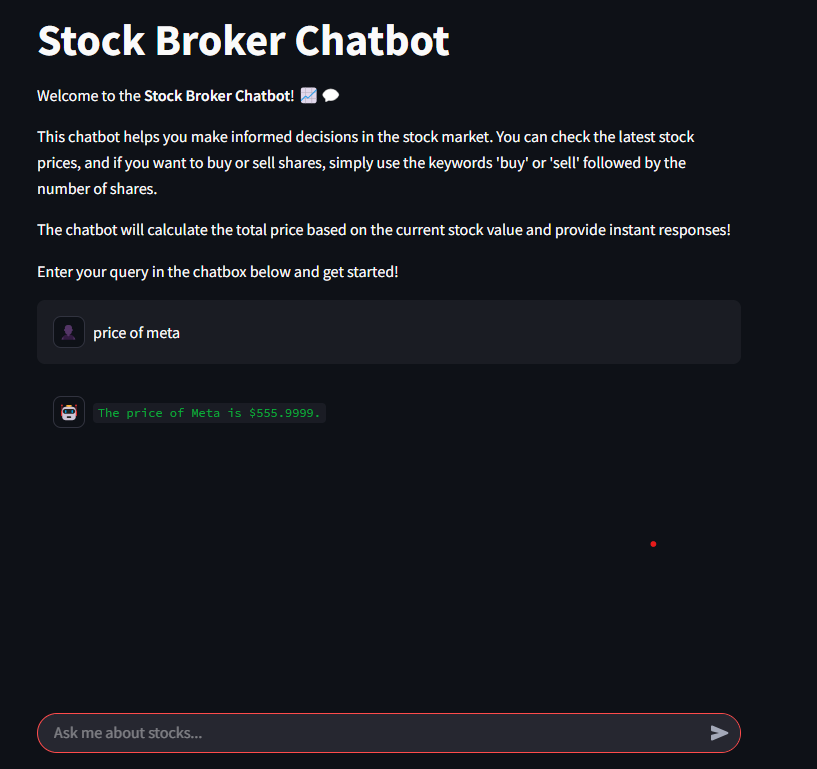 Stock Broker Chatbot
Welcome to the Stock Broker Chatbot! 📈 💬
This chatbot helps you make informed decisions in the stock market. You can check the latest stock
prices, and if you want to buy or sell shares, simply use the keywords 'buy' or 'sell' followed by the
number of shares.
The chatbot will calculate the total price based on the current stock value and provide instant responses!
Enter your query in the chatbox below and get started!
price of meta
The price of Meta is $555.9999.
Ask me about stocks...